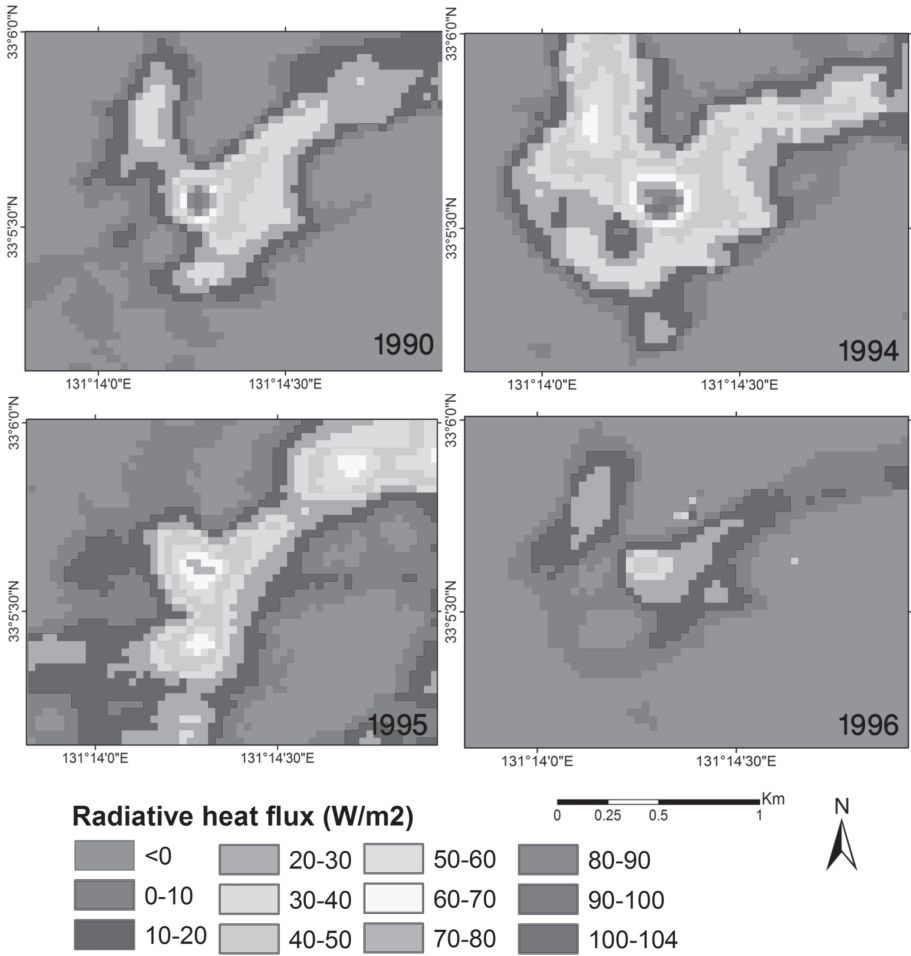 33°6'0"N
33°5'30"N
1990
131°14'0"E
131°14'30"E
33°6'0"N
33°5'30"N
1994
131°14'0"E
131°14'30"E
33°6'0"N
33°5'30"N
1995
131°14'0"E
131°14'30"E
33°6'0"N
33°5'30"N
1996
131°14'0"E
131°14'30"E
Radiative heat flux (W/m2)
<0
0-10
10-20
20-30
30-40
40-50
50-60
60-70
70-80
80-90
90-100
100-104
Km
0 0.25 0.5 1
N